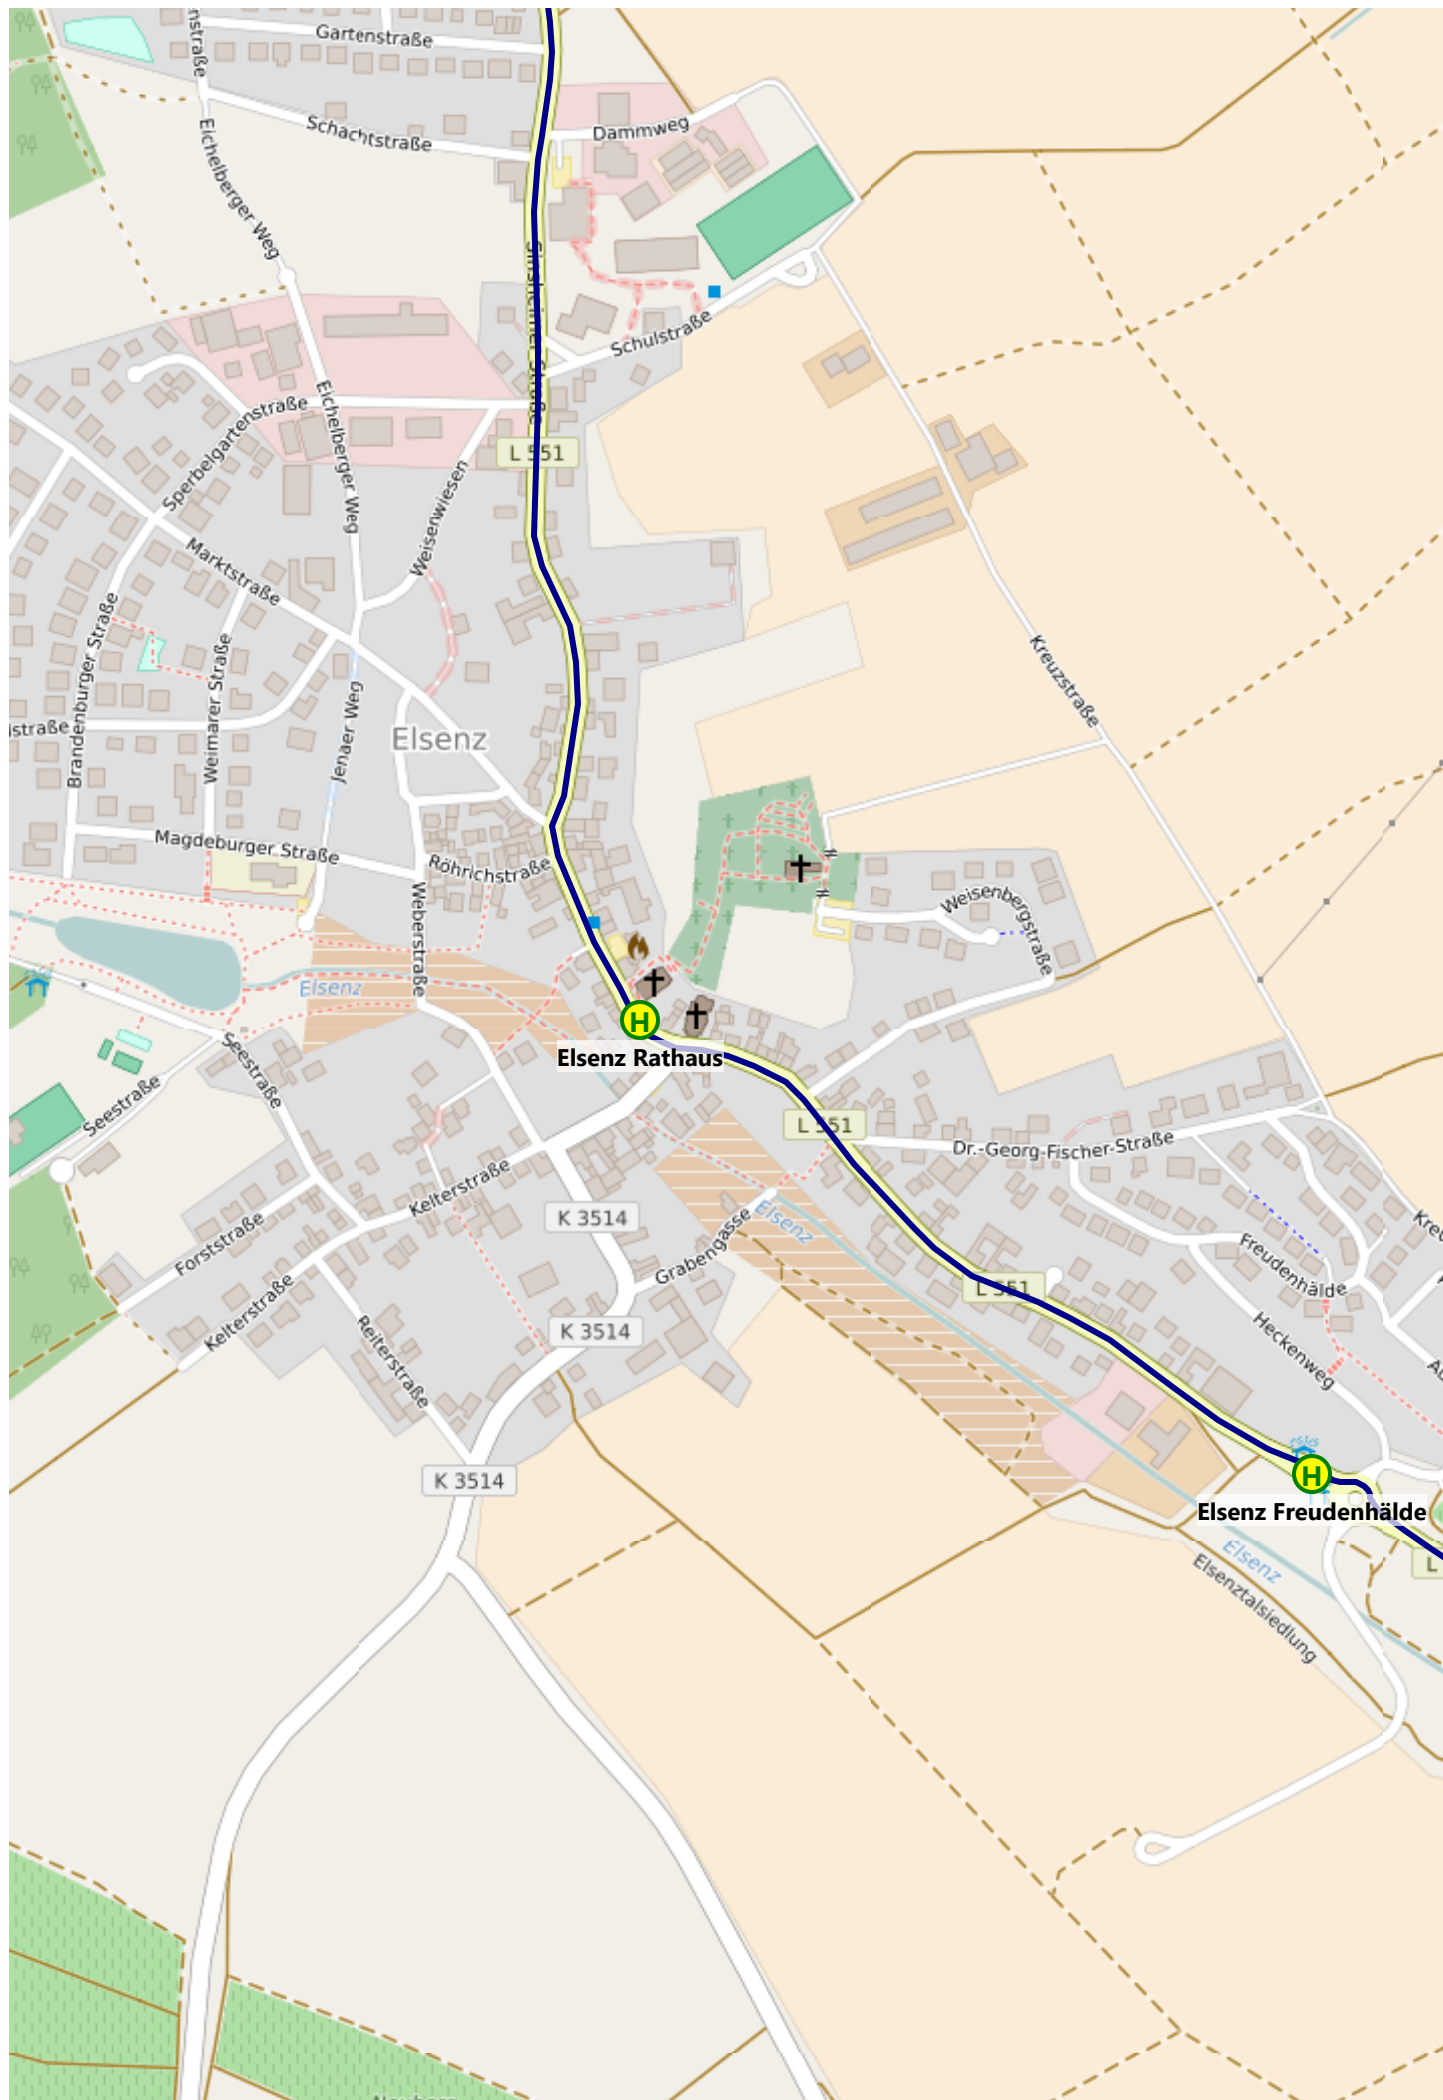 Gartenstraße
Schachtstraße
Dammweg
Eichelberger Weg
Sinsheimer Straße
Schulstraße
Eichelberger Weg
Sperbelgartenstraße
L 551
Weisenwiesen
Marktstraße
Brandenburger Straße
Weimarer Straße
Kreuzstraße
Jenaer Weg
Elsenz
Magdeburger Straße
Röhrichstraße
Weberstraße
Weisenbergstraße
Elsenz
H
Elsenz Rathaus
Seestraße
Seestraße
L 551
Dr.-Georg-Fischer-Straße
Kelterstraße
K 3514
Elsenz
Grabengasse
Forststraße
Freudenhälde
L 551
Kelterstraße
K 3514
Reiterstraße
Heckenweg
K 3514
H
Elsenz Freudenhälde
Elsenz
L
Elsenztalsiedlung